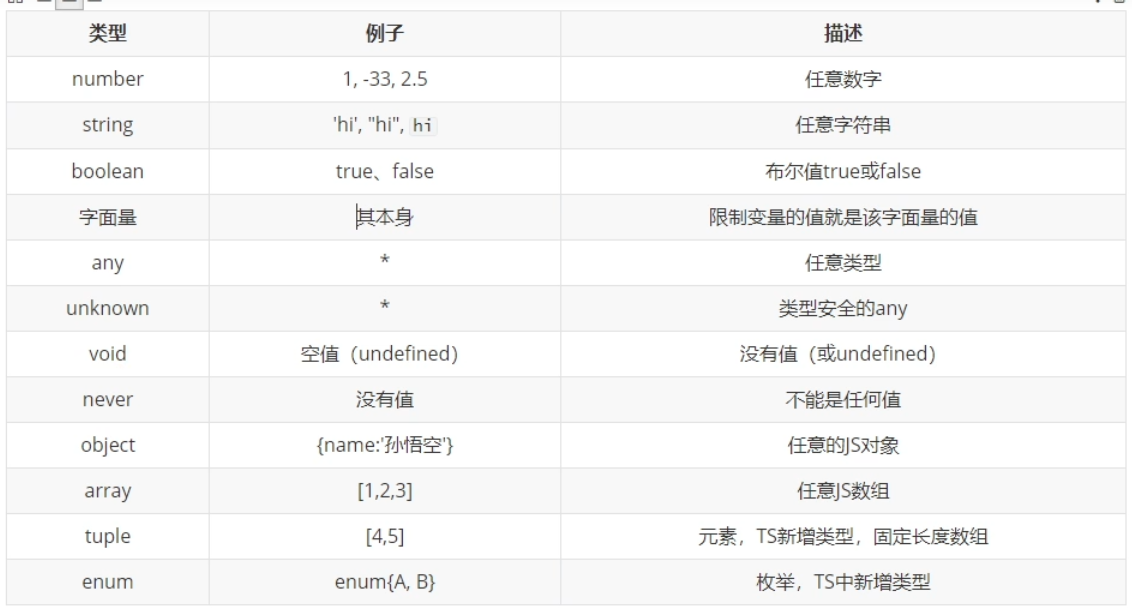 类型 例子 描述
number 1, -33, 2.5 任意数字
string 'hi', "hi", hi 任意字符串
boolean true、false 布尔值true或false
字面量 其本身 限制变量的值就是该字面量的值
any * 任意类型
unknown * 类型安全的any
void 空值（undefined） 没有值（或undefined）
never 没有值 不能是任何值
object {name:'孙悟空'} 任意的JS对象
array [1,2,3] 任意JS数组
tuple [4,5] 元素，TS新增类型，固定长度数组
enum enum{A, B} 枚举，TS中新增类型